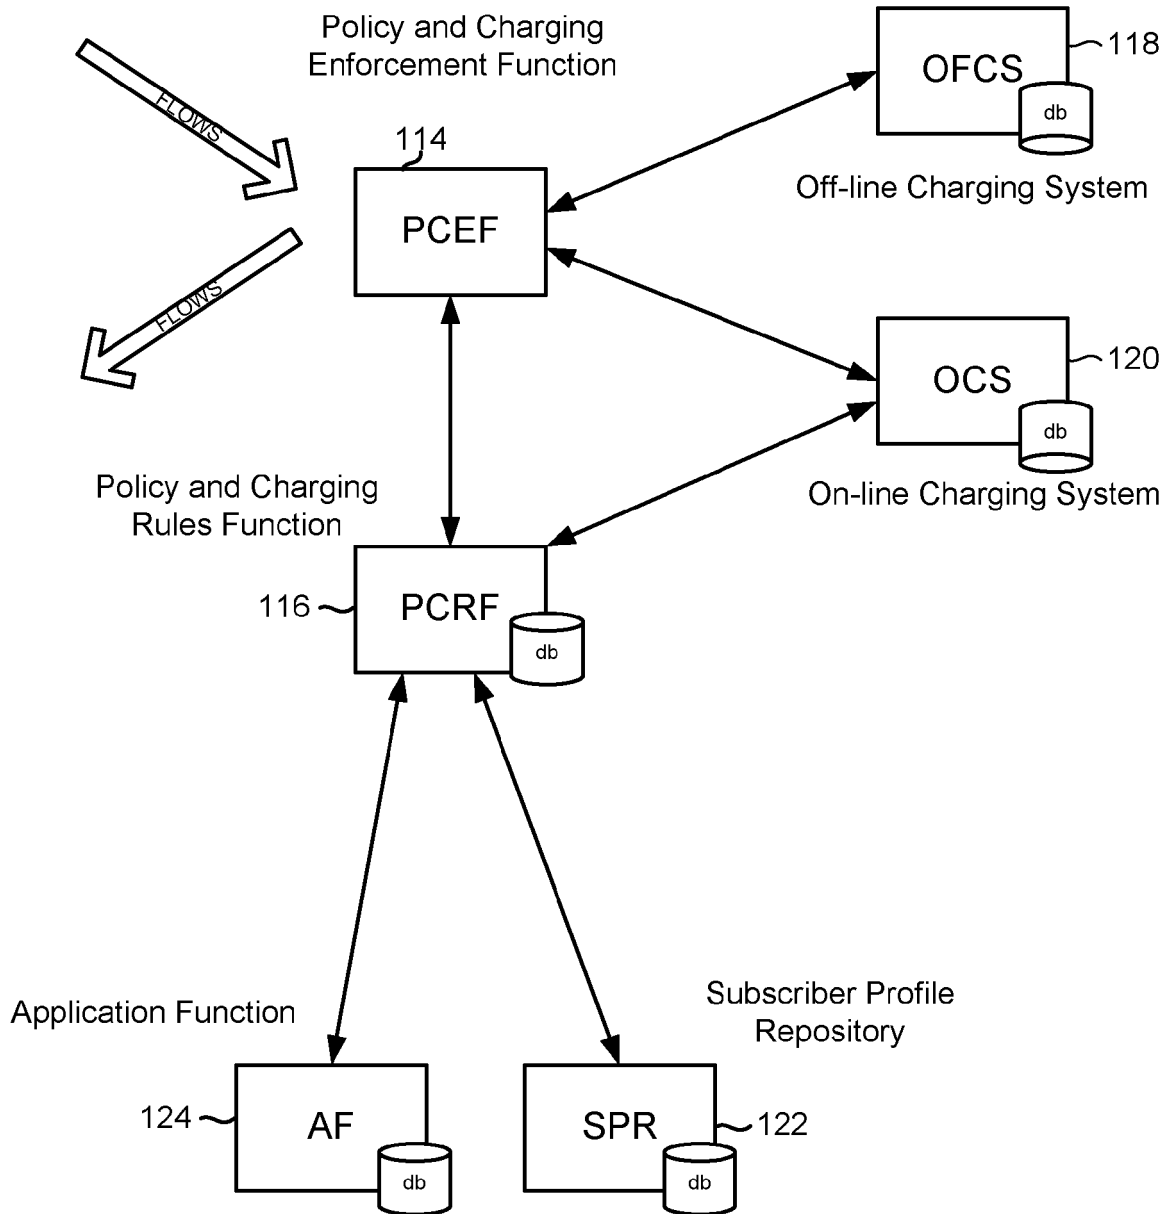 Policy and Charging
Enforcement Function
FLOWS
114
PCEF
OFCS
118
db
Off-line Charging System
FLOWS
OCS
120
db
On-line Charging System
Policy and Charging
Rules Function
116
PCRF
db
Application Function
Subscriber Profile
Repository
124
AF
db
SPR
122
db